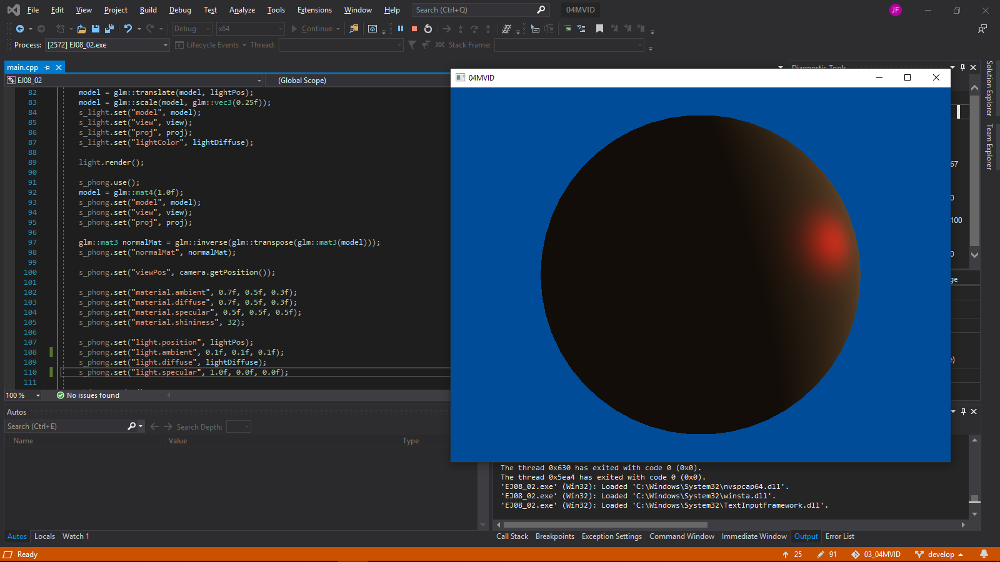 File Edit View Project Build Debug Test Analyze Tools Extensions Window Help Search (Ctrl+Q) 04MVID JF
Debug x64 Continue
Process: [2572] EJ08_02.exe Lifecycle Events Thread: Stack Frame:
main.cpp
Diagnostic Tools
EJ08_02 (Global Scope)
04MVID
82 model = glm::translate(model, lightPos);
83 model = glm::scale(model, glm::vec3(0.25f));
84 s_light.set("model", model);
85 s_light.set("view", view);
86 s_light.set("proj", proj);
87 s_light.set("lightColor", lightDiffuse);
88
89 light.render();
90
91 s_phong.use();
92 model = glm::mat4(1.0f);
93 s_phong.set("model", model);
94 s_phong.set("view", view);
95 s_phong.set("proj", proj);
96
97 glm::mat3 normalMat = glm::inverse(glm::transpose(glm::mat3(model)));
98 s_phong.set("normalMat", normalMat);
99
100 s_phong.set("viewPos", camera.getPosition());
101
102 s_phong.set("material.ambient", 0.7f, 0.5f, 0.3f);
103 s_phong.set("material.diffuse", 0.7f, 0.5f, 0.3f);
104 s_phong.set("material.specular", 0.5f, 0.5f, 0.5f);
105 s_phong.set("material.shininess", 32);
106
107 s_phong.set("light.position", lightPos);
108 s_phong.set("light.ambient", 0.1f, 0.1f, 0.1f);
109 s_phong.set("light.diffuse", lightDiffuse);
110 s_phong.set("light.specular", 1.0f, 0.0f, 0.0f);
111
67
0
100
0
ge
e)
Solution Explorer
Team Explorer
100 % No issues found
Autos
Search (Ctrl+E) Search Depth:
Name Value Type
The thread 0x630 has exited with code 0 (0x0).
The thread 0x5ea4 has exited with code 0 (0x0).
'EJ08_02.exe' (Win32): Loaded 'C:\Windows\System32\nvspcap64.dll'.
'EJ08_02.exe' (Win32): Loaded 'C:\Windows\System32\winsta.dll'.
'EJ08_02.exe' (Win32): Loaded 'C:\Windows\System32\TextInputFramework.dll'.
Autos Locals Watch 1
Call Stack Breakpoints Exception Settings Command Window Immediate Window Output Error List
Ready 25 91 03_04MVID develop